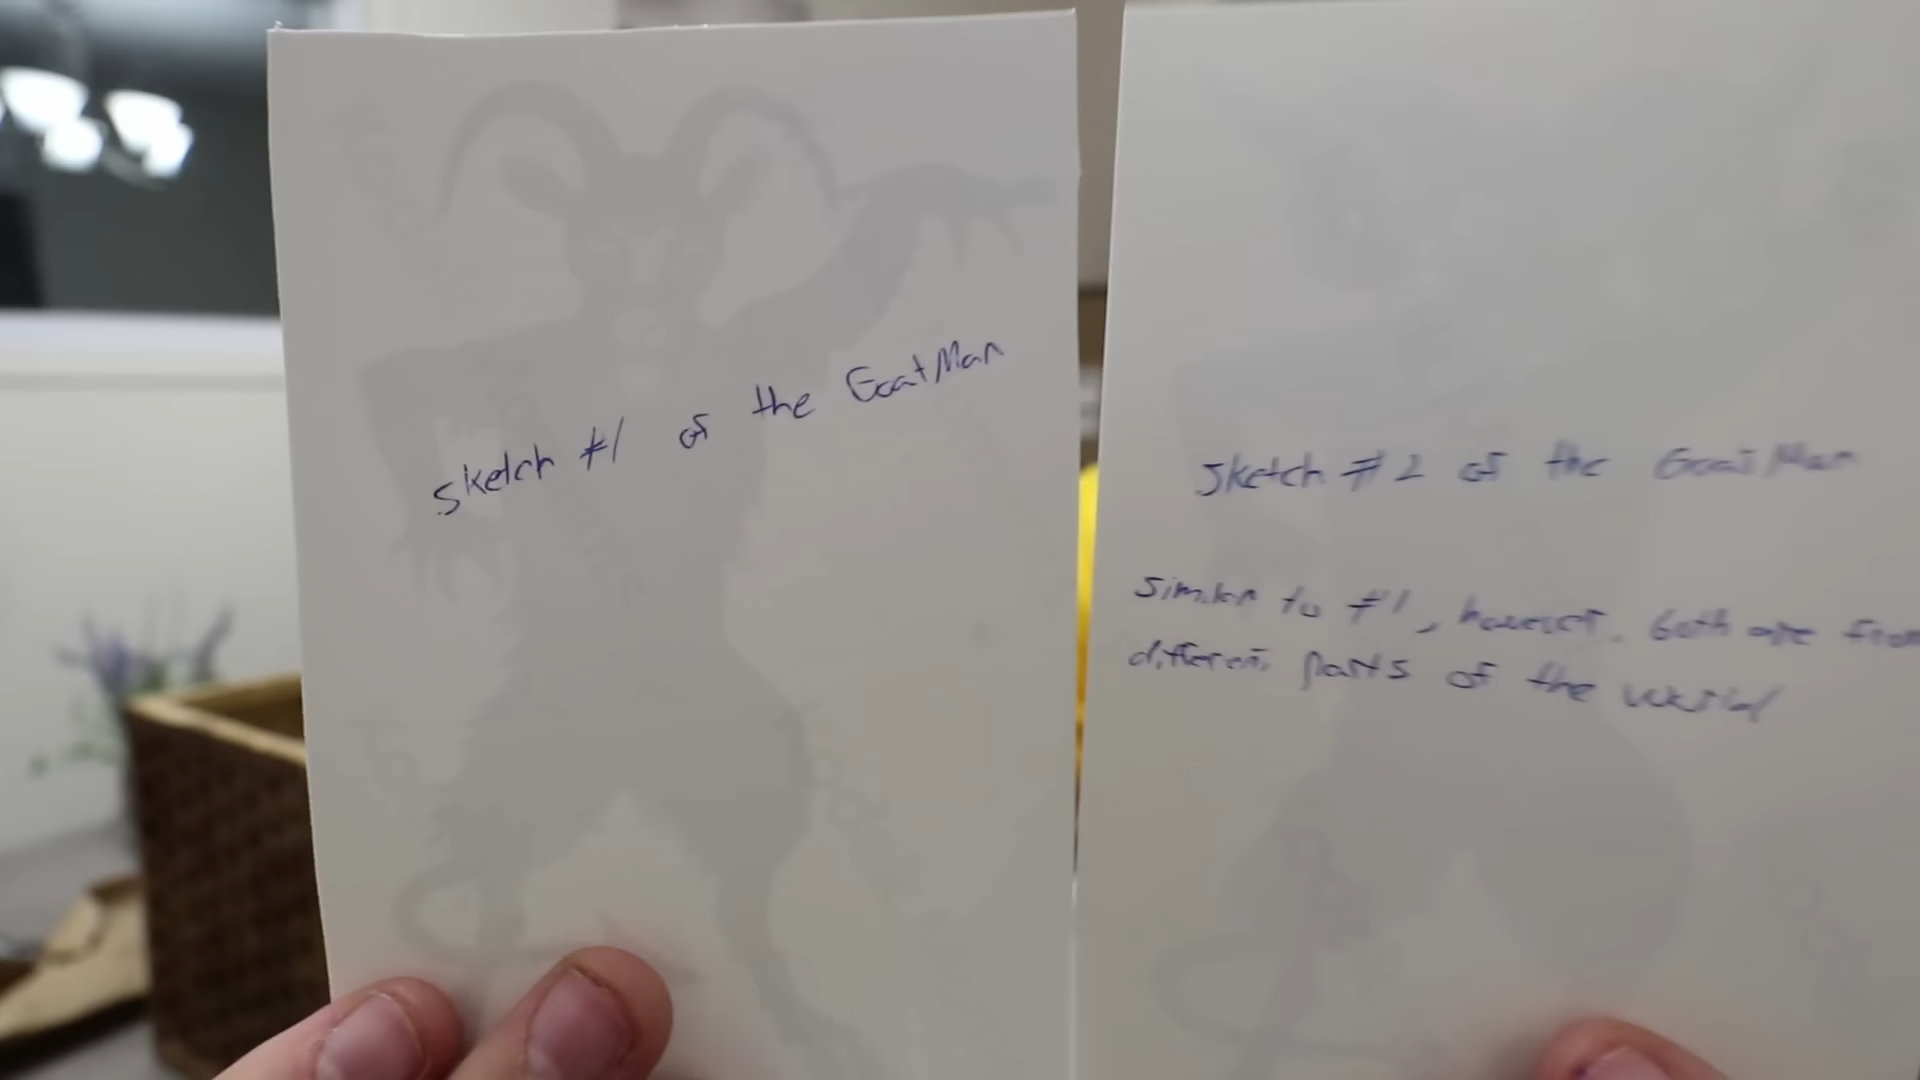 Sketch #1 of the GoatMan
Sketch #2 of the GoatMan
Similar to #1, however, both are from
different parts of the world